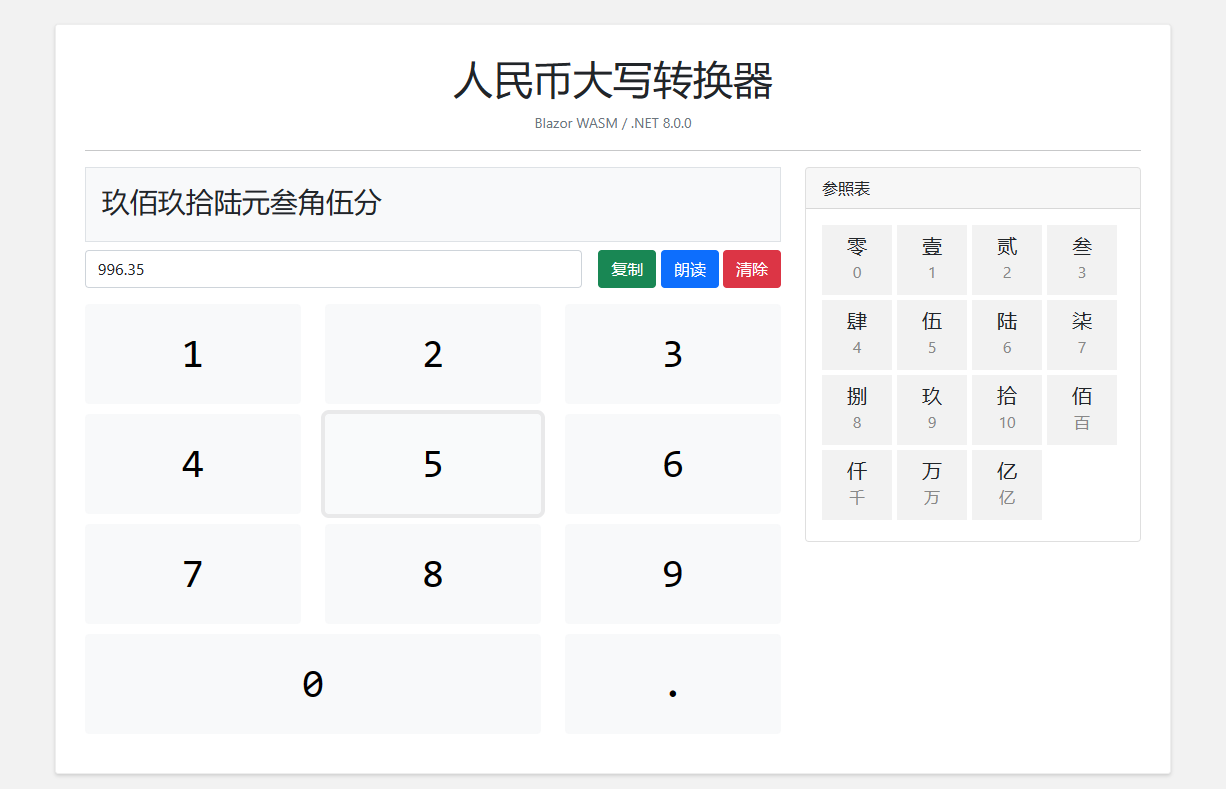 人民币大写转换器
Blazor WASM / .NET 8.0.0
玖佰玖拾陆元叁角伍分
996.35
复制 朗读 清除
1 2 3
4 5 6
7 8 9
0 .
参照表
零 壹 贰 叁
0 1 2 3
肆 伍 陆 柒
4 5 6 7
捌 玖 拾 佰
8 9 10 百
仟 万 亿
千 万 亿